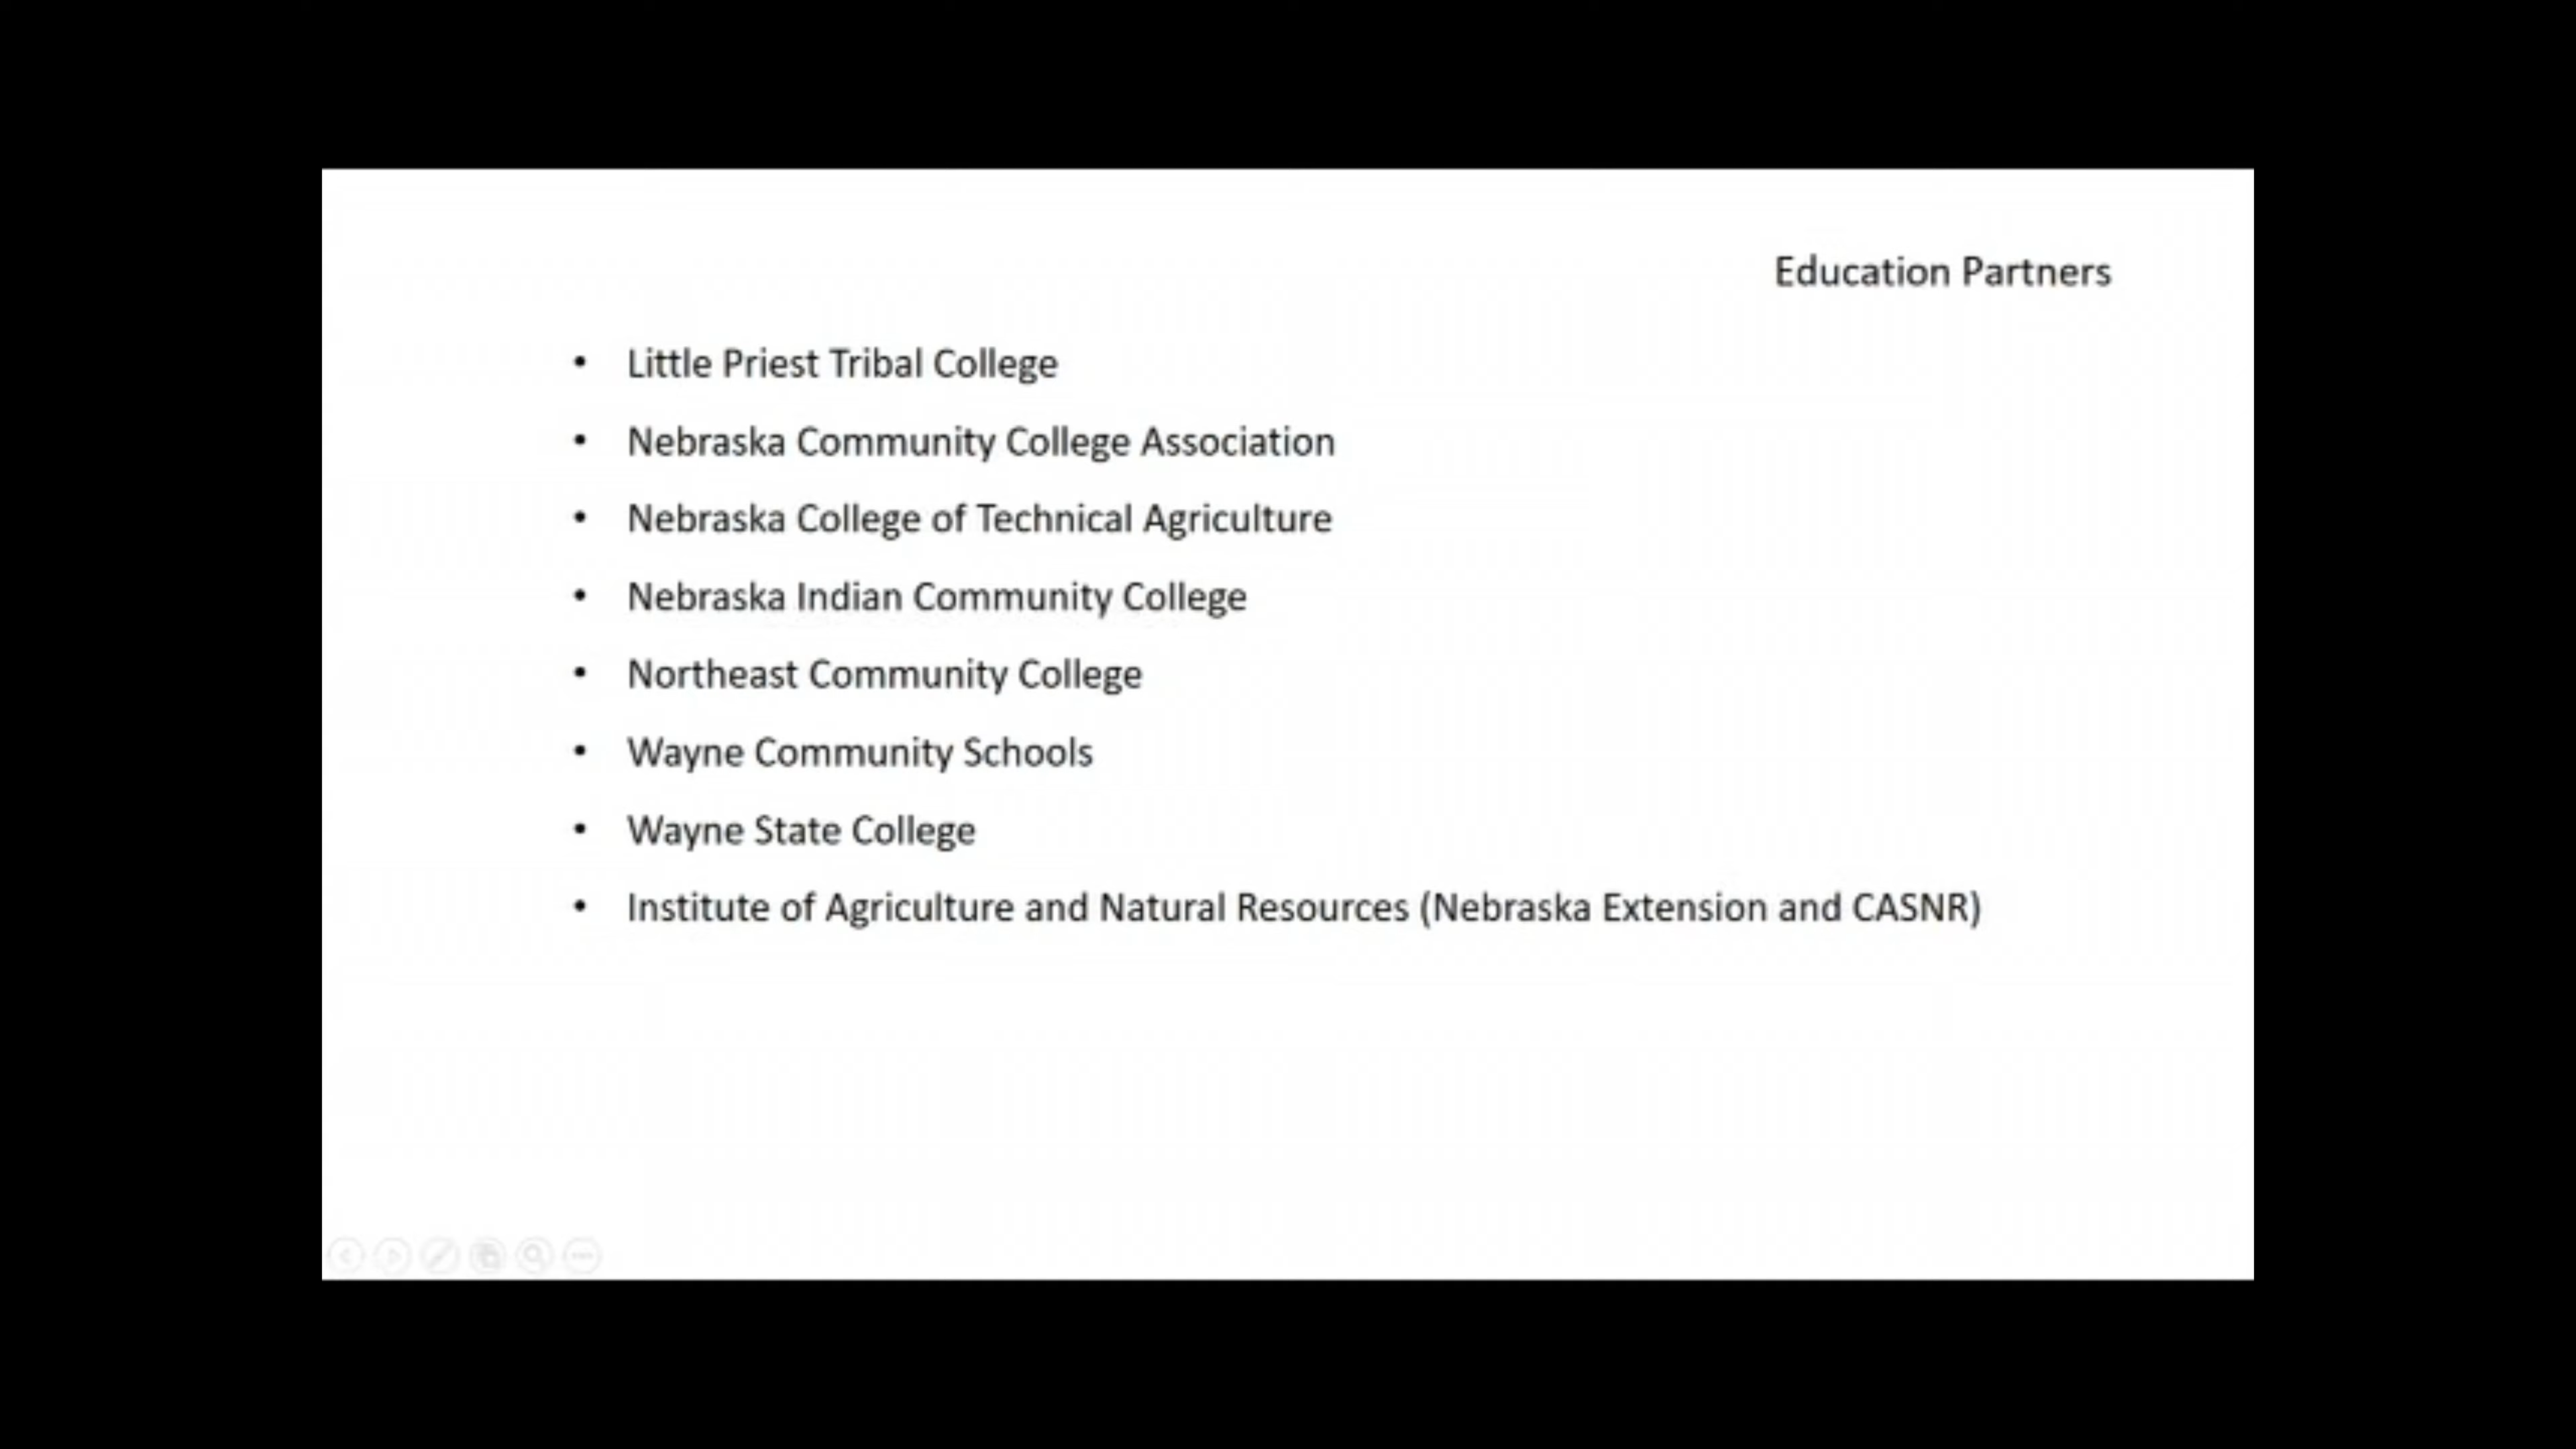 Education Partners
• Little Priest Tribal College
• Nebraska Community College Association
• Nebraska College of Technical Agriculture
• Nebraska Indian Community College
• Northeast Community College
• Wayne Community Schools
• Wayne State College
• Institute of Agriculture and Natural Resources (Nebraska Extension and CASNR)